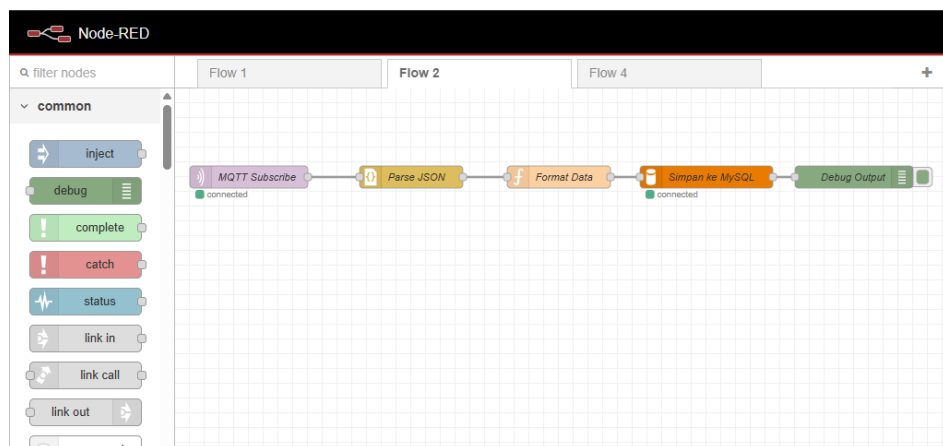 Node-RED
filter nodes
Flow 1
Flow 2
Flow 4
common
inject
debug
complete
catch
status
link in
link call
link out
MQTT Subscribe
Parse JSON
Format Data
Simpan ke MySQL
Debug Output
connected
connected